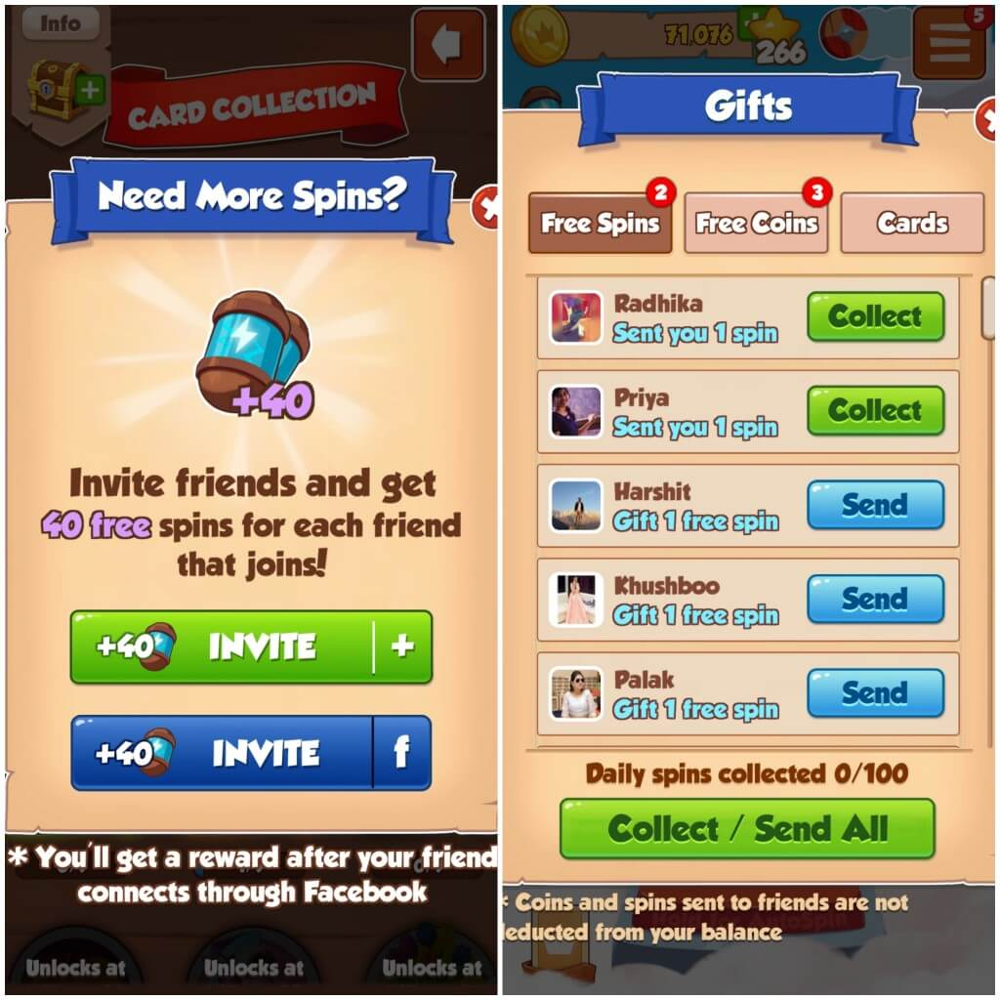 Info
CARD COLLECTION
Need More Spins?
+40
Invite friends and get
40 free spins for each friend
that joins!
+40 INVITE +
+40 INVITE f
* You'll get a reward after your friend
connects through Facebook
Unlocks at Unlocks at Unlocks at
71,076
266
5
Gifts
2 3
Free Spins Free Coins Cards
Radhika
Sent you 1 spin
Collect
Priya
Sent you 1 spin
Collect
Harshit
Gift 1 free spin
Send
Khushboo
Gift 1 free spin
Send
Palak
Gift 1 free spin
Send
Daily spins collected 0/100
Collect / Send All
* Coins and spins sent to friends are not
educted from your balance